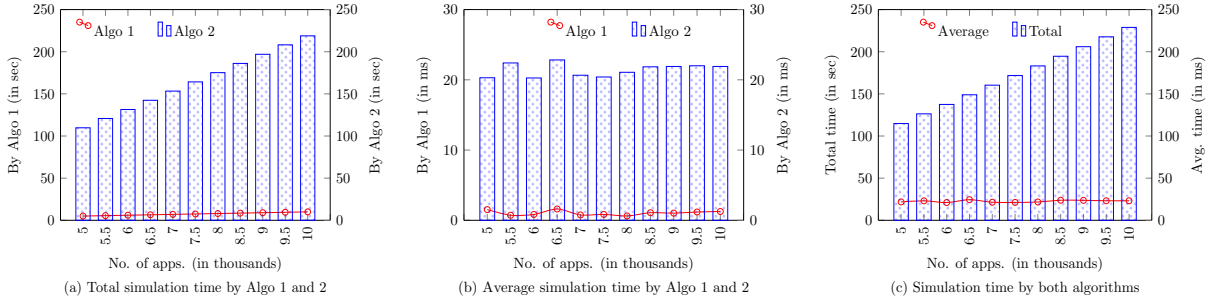 Algo 1 Algo 2
By Algo 1 (in sec)
By Algo 2 (in sec)
250
200
150
100
50
0
250
200
150
100
50
0
5 5.5 6 6.5 7 7.5 8 8.5 9 9.5 10
No. of apps. (in thousands)
(a) Total simulation time by Algo 1 and 2
Algo 1 Algo 2
By Algo 1 (in ms)
By Algo 2 (in ms)
30
20
10
0
30
20
10
0
5 5.5 6 6.5 7 7.5 8 8.5 9 9.5 10
No. of apps. (in thousands)
(b) Average simulation time by Algo 1 and 2
Average Total
Total time (in sec)
Avg. time (in ms)
250
200
150
100
50
0
250
200
150
100
50
0
5 5.5 6 6.5 7 7.5 8 8.5 9 9.5 10
No. of apps. (in thousands)
(c) Simulation time by both algorithms